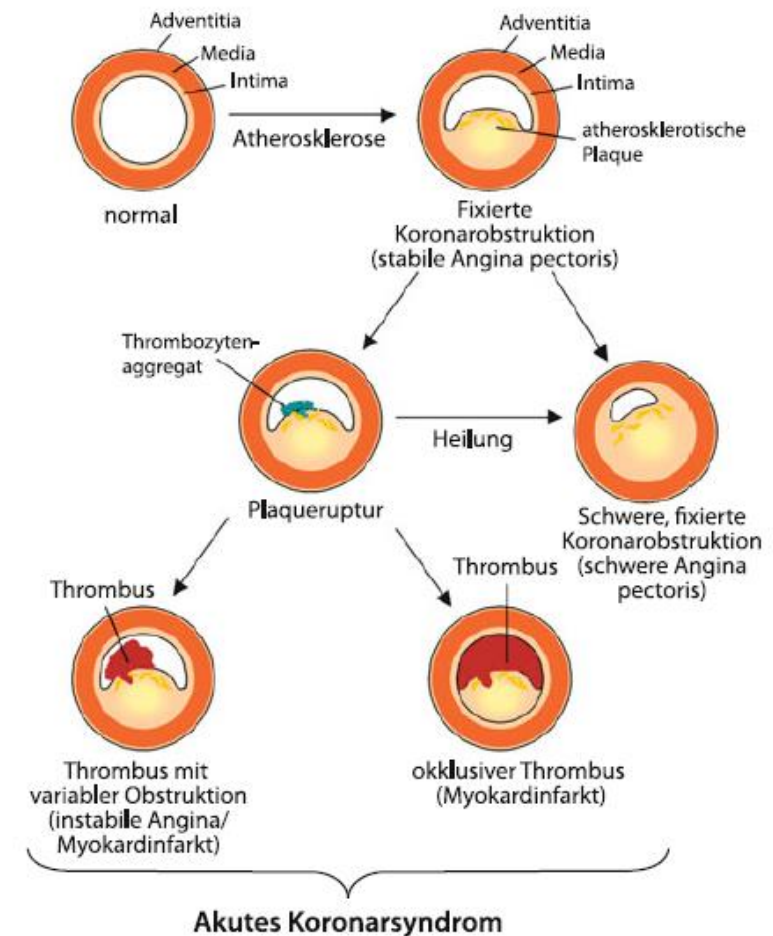 Adventitia
Media
Intima
Atherosklerose
normal
Adventitia
Media
Intima
atherosklerotische
Plaque
Fixierte
Koronarobstruktion
(stabile Angina pectoris)
Thrombozyten-
aggregat
Heilung
Plaqueruptur
Schwere, fixierte
Koronarobstruktion
(schwere Angina
pectoris)
Thrombus
Thrombus
Thrombus mit
variabler Obstruktion
(instabile Angina/
Myokardinfarkt)
okklusiver Thrombus
(Myokardinfarkt)
Akutes Koronarsyndrom